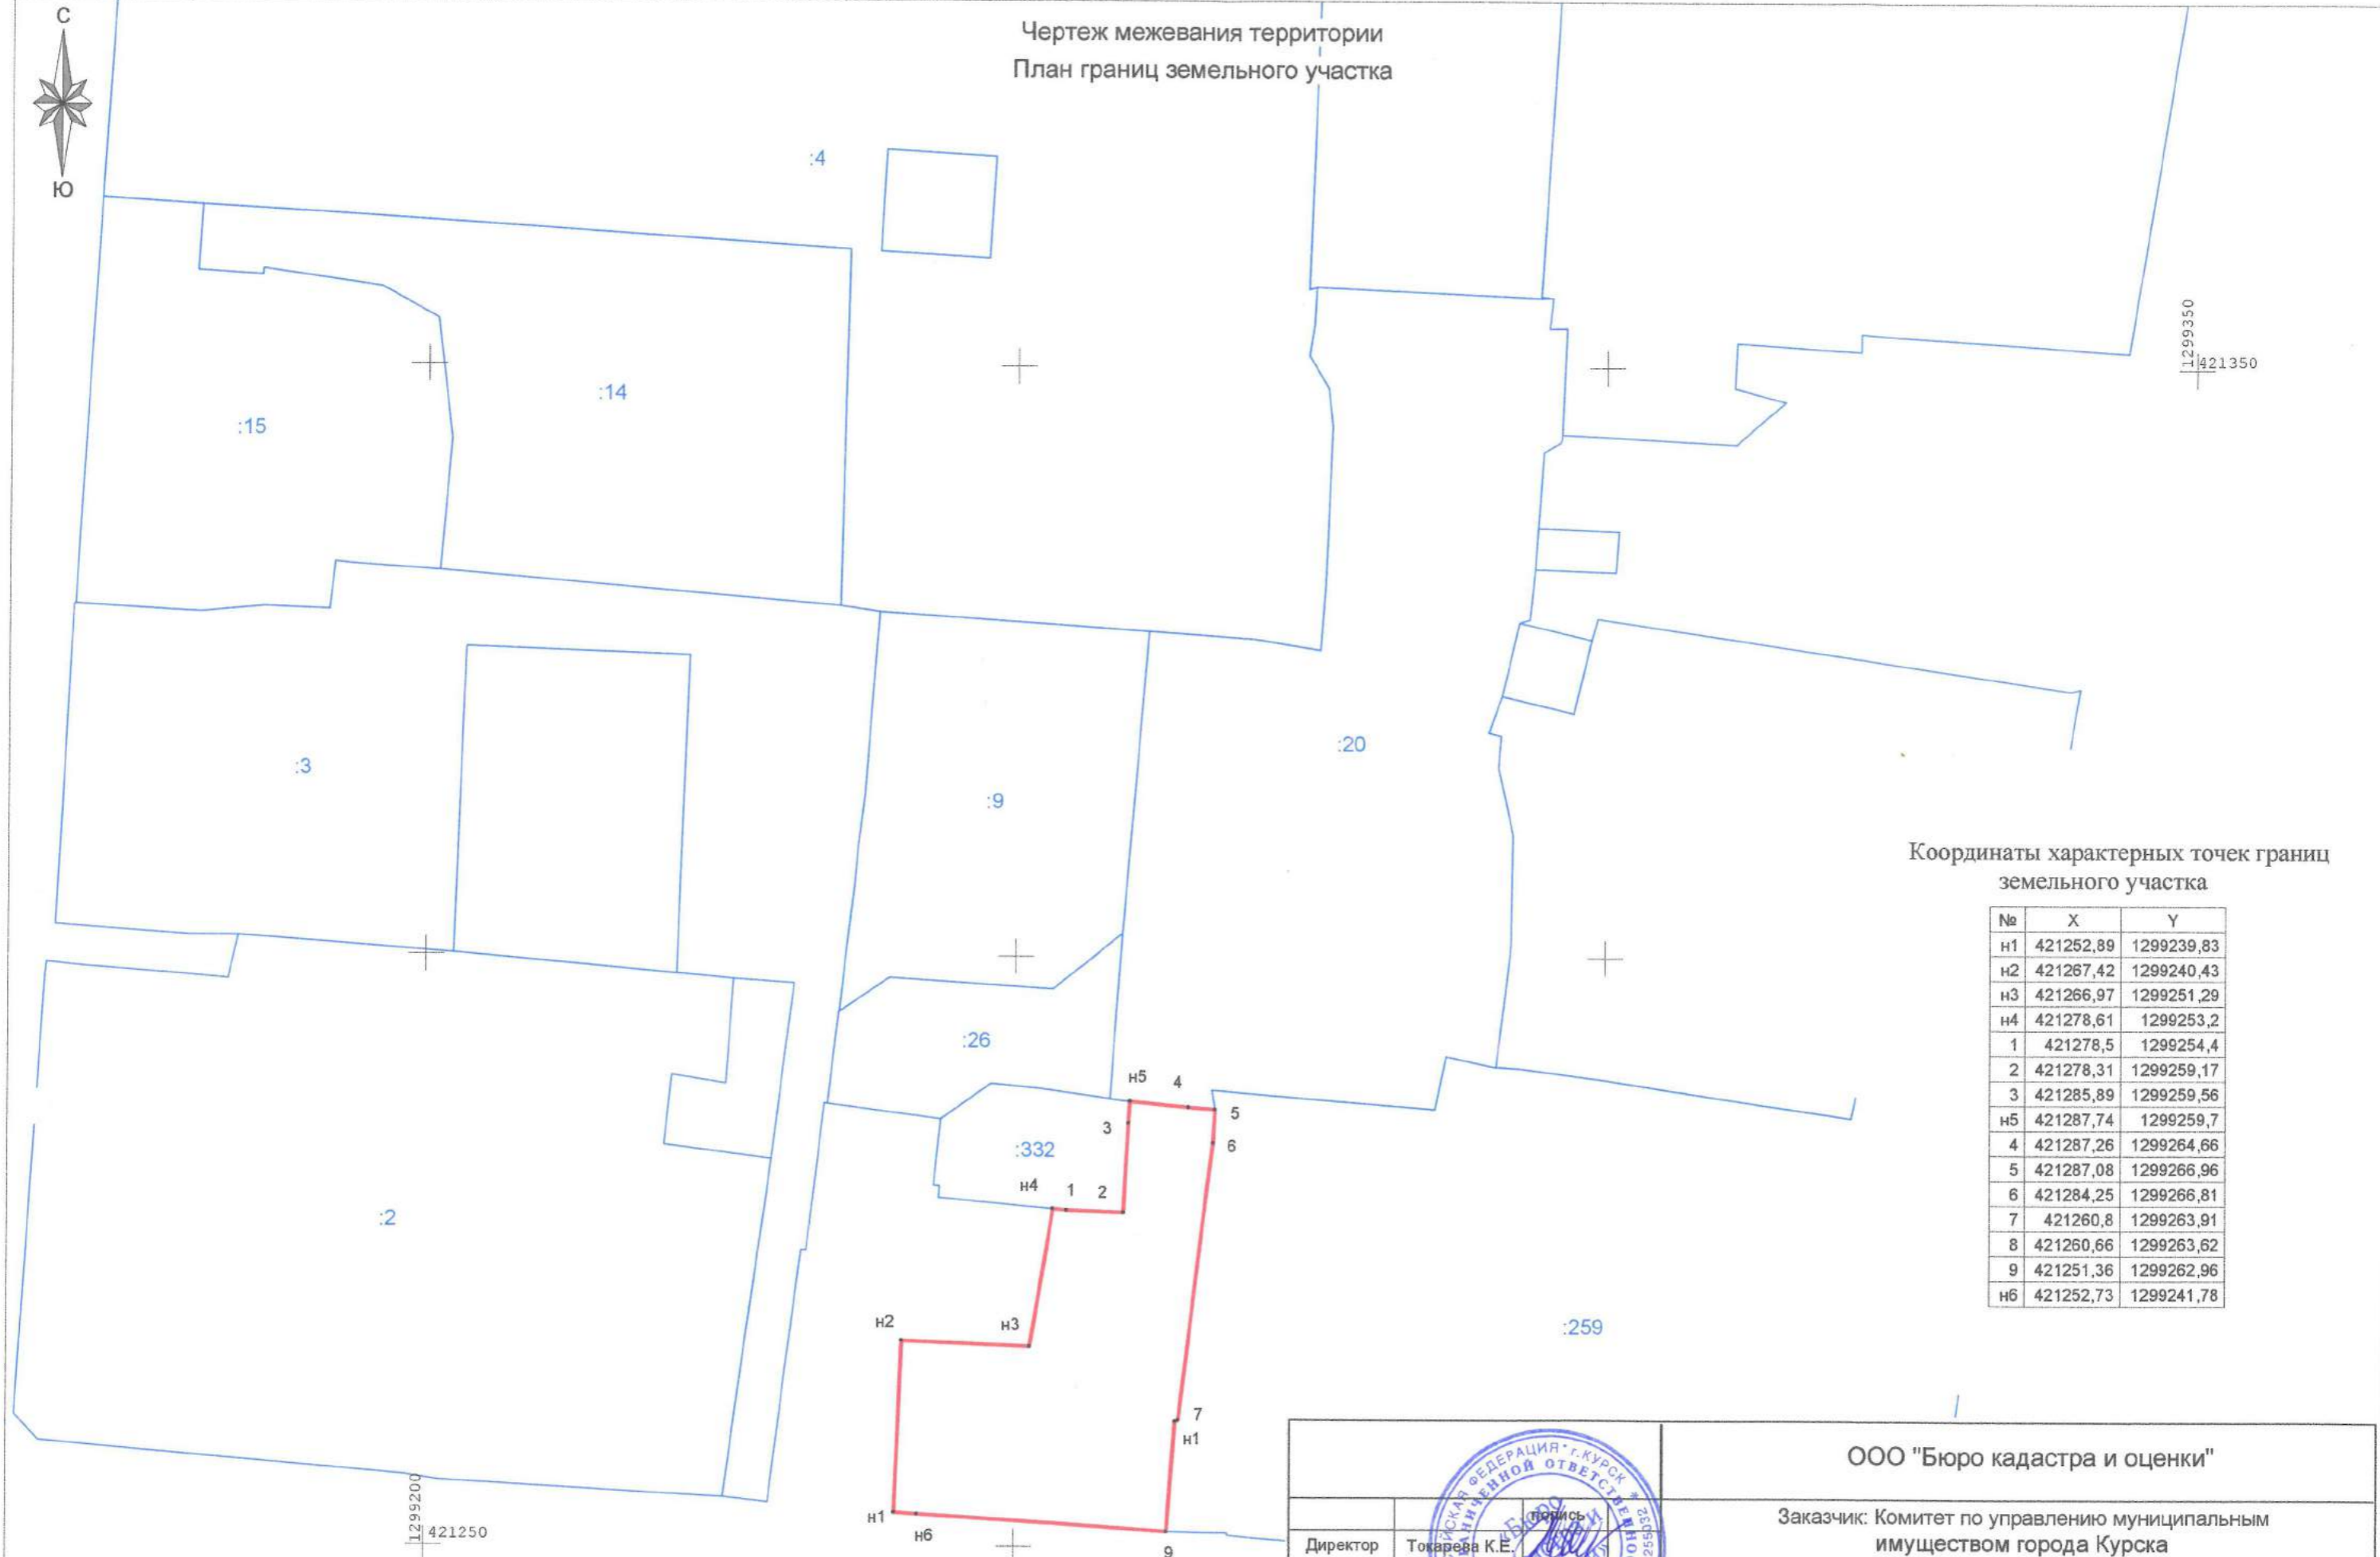 С
Ю
Чертеж межевания территории
План границ земельного участка
:4
1299350
421350
:14
:15
:20
:3
:9
Координаты характерных точек границ
земельного участка
№ X Y
н1 421252,89 1299239,83
н2 421267,42 1299240,43
н3 421266,97 1299251,29
н4 421278,61 1299253,2
1 421278,5 1299254,4
2 421278,31 1299259,17
3 421285,89 1299259,56
н5 421287,74 1299259,7
4 421287,26 1299264,66
5 421287,08 1299266,96
6 421284,25 1299266,81
7 421260,8 1299263,91
8 421260,66 1299263,62
9 421251,36 1299262,96
н6 421252,73 1299241,78
:26
н5 4
5
3
6
:332
н4 1 2
:2
н2
н3
:259
7
н1
н1
н6
9
1299200
421250
ООО "Бюро кадастра и оценки"
Заказчик: Комитет по управлению муниципальным
имуществом города Курска
Директор Токарева К.Е.
ФЕДЕРАЦИЯ * г.КУРСК *
«Бюро